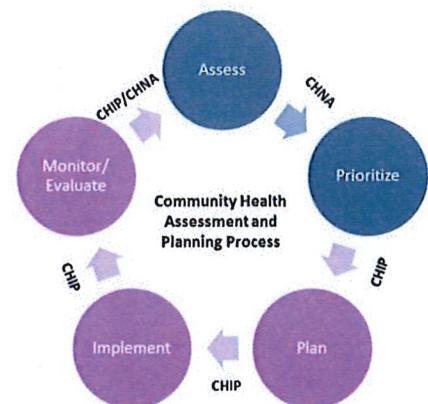 Assess
CHNA
Prioritize
CHIP
Plan
CHIP
Implement
CHIP
Monitor/
Evaluate
CHIP/CHNA
Community Health
Assessment and
Planning Process